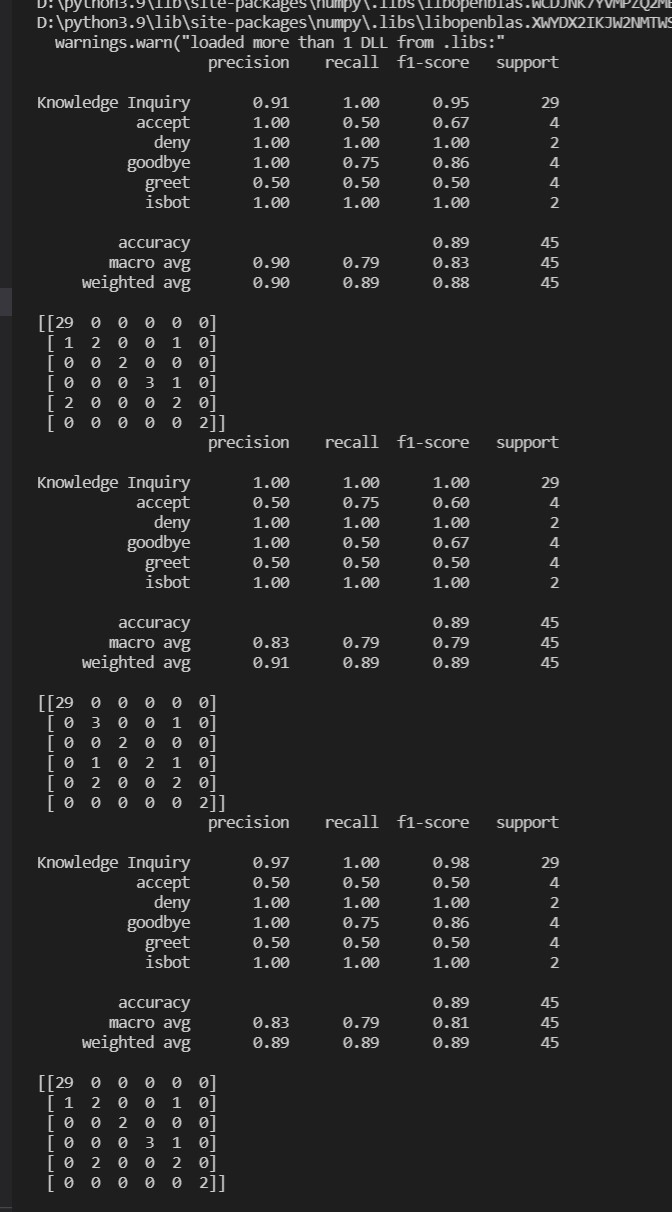 D:\python3.9\lib\site-packages\numpy\.libs\libopenblas.WCDJNK7YVMPZQ2ME
D:\python3.9\lib\site-packages\numpy\.libs\libopenblas.XWYDX2IKJW2NMTWS
warnings.warn("loaded more than 1 DLL from .libs:"
precision recall f1-score support
Knowledge Inquiry 0.91 1.00 0.95 29
accept 1.00 0.50 0.67 4
deny 1.00 1.00 1.00 2
goodbye 1.00 0.75 0.86 4
greet 0.50 0.50 0.50 4
isbot 1.00 1.00 1.00 2
accuracy 0.89 45
macro avg 0.90 0.79 0.83 45
weighted avg 0.90 0.89 0.88 45
[[29 0 0 0 0 0]
[ 1 2 0 0 1 0]
[ 0 0 2 0 0 0]
[ 0 0 0 3 1 0]
[ 2 0 0 0 2 0]
[ 0 0 0 0 0 2]]
precision recall f1-score support
Knowledge Inquiry 1.00 1.00 1.00 29
accept 0.50 0.75 0.60 4
deny 1.00 1.00 1.00 2
goodbye 1.00 0.50 0.67 4
greet 0.50 0.50 0.50 4
isbot 1.00 1.00 1.00 2
accuracy 0.89 45
macro avg 0.83 0.79 0.79 45
weighted avg 0.91 0.89 0.89 45
[[29 0 0 0 0 0]
[ 0 3 0 0 1 0]
[ 0 0 2 0 0 0]
[ 0 1 0 2 1 0]
[ 0 2 0 0 2 0]
[ 0 0 0 0 0 2]]
precision recall f1-score support
Knowledge Inquiry 0.97 1.00 0.98 29
accept 0.50 0.50 0.50 4
deny 1.00 1.00 1.00 2
goodbye 1.00 0.75 0.86 4
greet 0.50 0.50 0.50 4
isbot 1.00 1.00 1.00 2
accuracy 0.89 45
macro avg 0.83 0.79 0.81 45
weighted avg 0.89 0.89 0.89 45
[[29 0 0 0 0 0]
[ 1 2 0 0 1 0]
[ 0 0 2 0 0 0]
[ 0 0 0 3 1 0]
[ 0 2 0 0 2 0]
[ 0 0 0 0 0 2]]